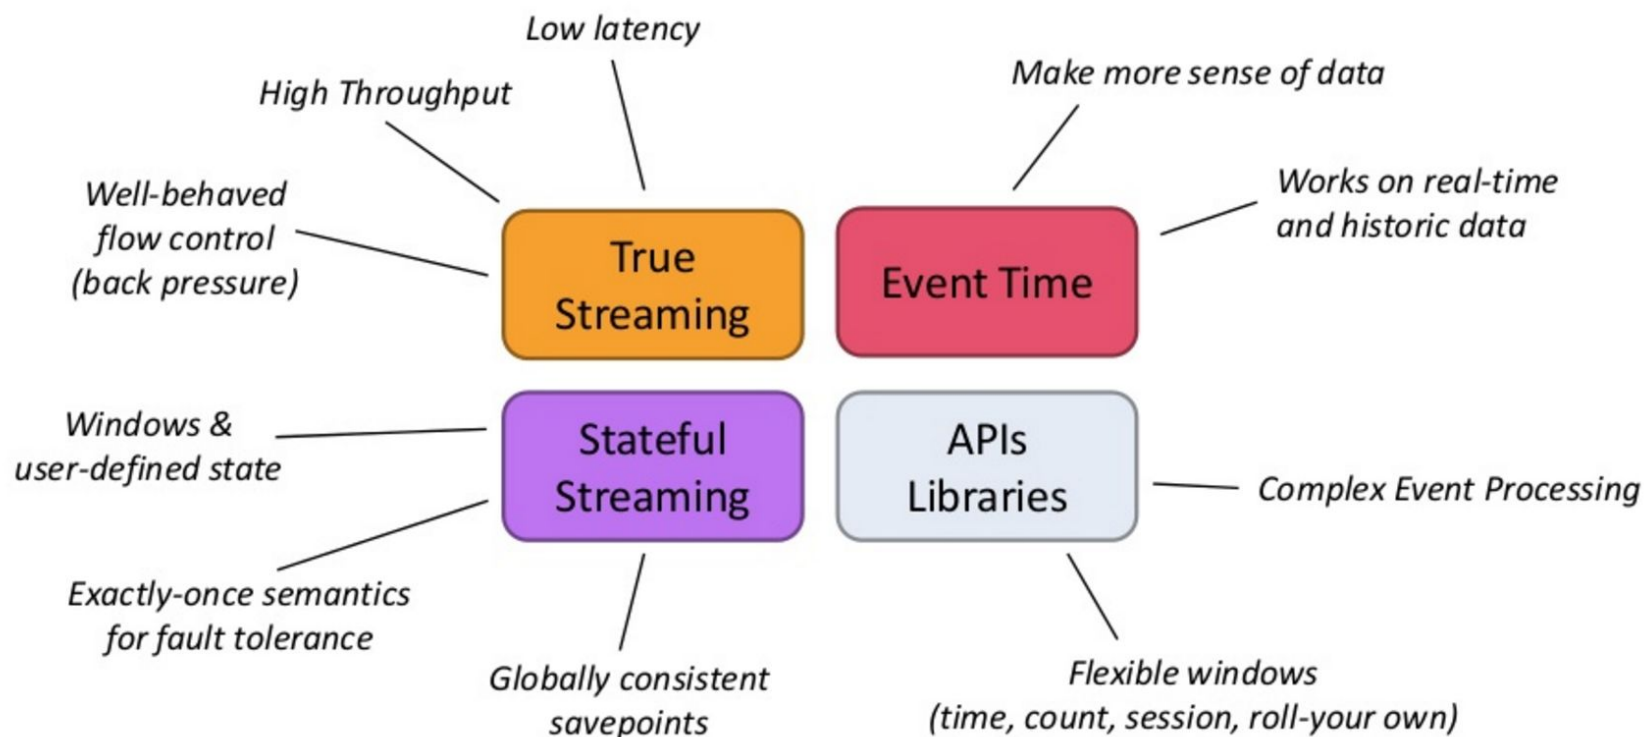 Low latency
High Throughput
Make more sense of data
Well-behaved
flow control
(back pressure)
Works on real-time
and historic data
True
Streaming
Event Time
Windows &
user-defined state
Stateful
Streaming
APIs
Libraries
Complex Event Processing
Exactly-once semantics
for fault tolerance
Globally consistent
savepoints
Flexible windows
(time, count, session, roll-your own)